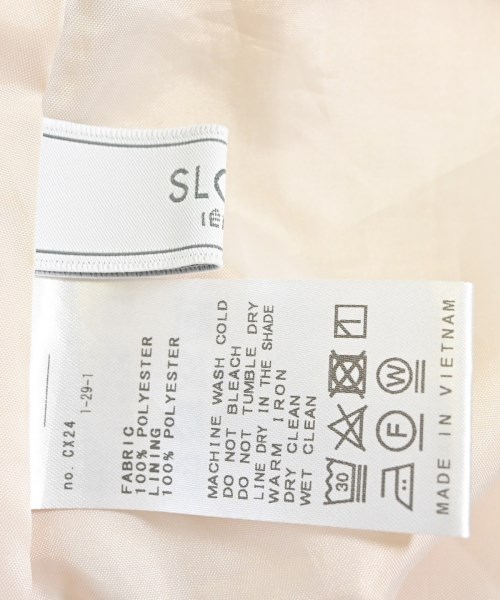 no. CX24
1-29-1
FABRIC
100% POLYESTER
LINING
100% POLYESTER
MACHINE WASH COLD
DO NOT BLEACH
DO NOT TUMBLE DRY
LINE DRY IN THE SHADE
WARM IRON
DRY CLEAN
WET CLEAN
30
F
W
MADE IN VIETNAM